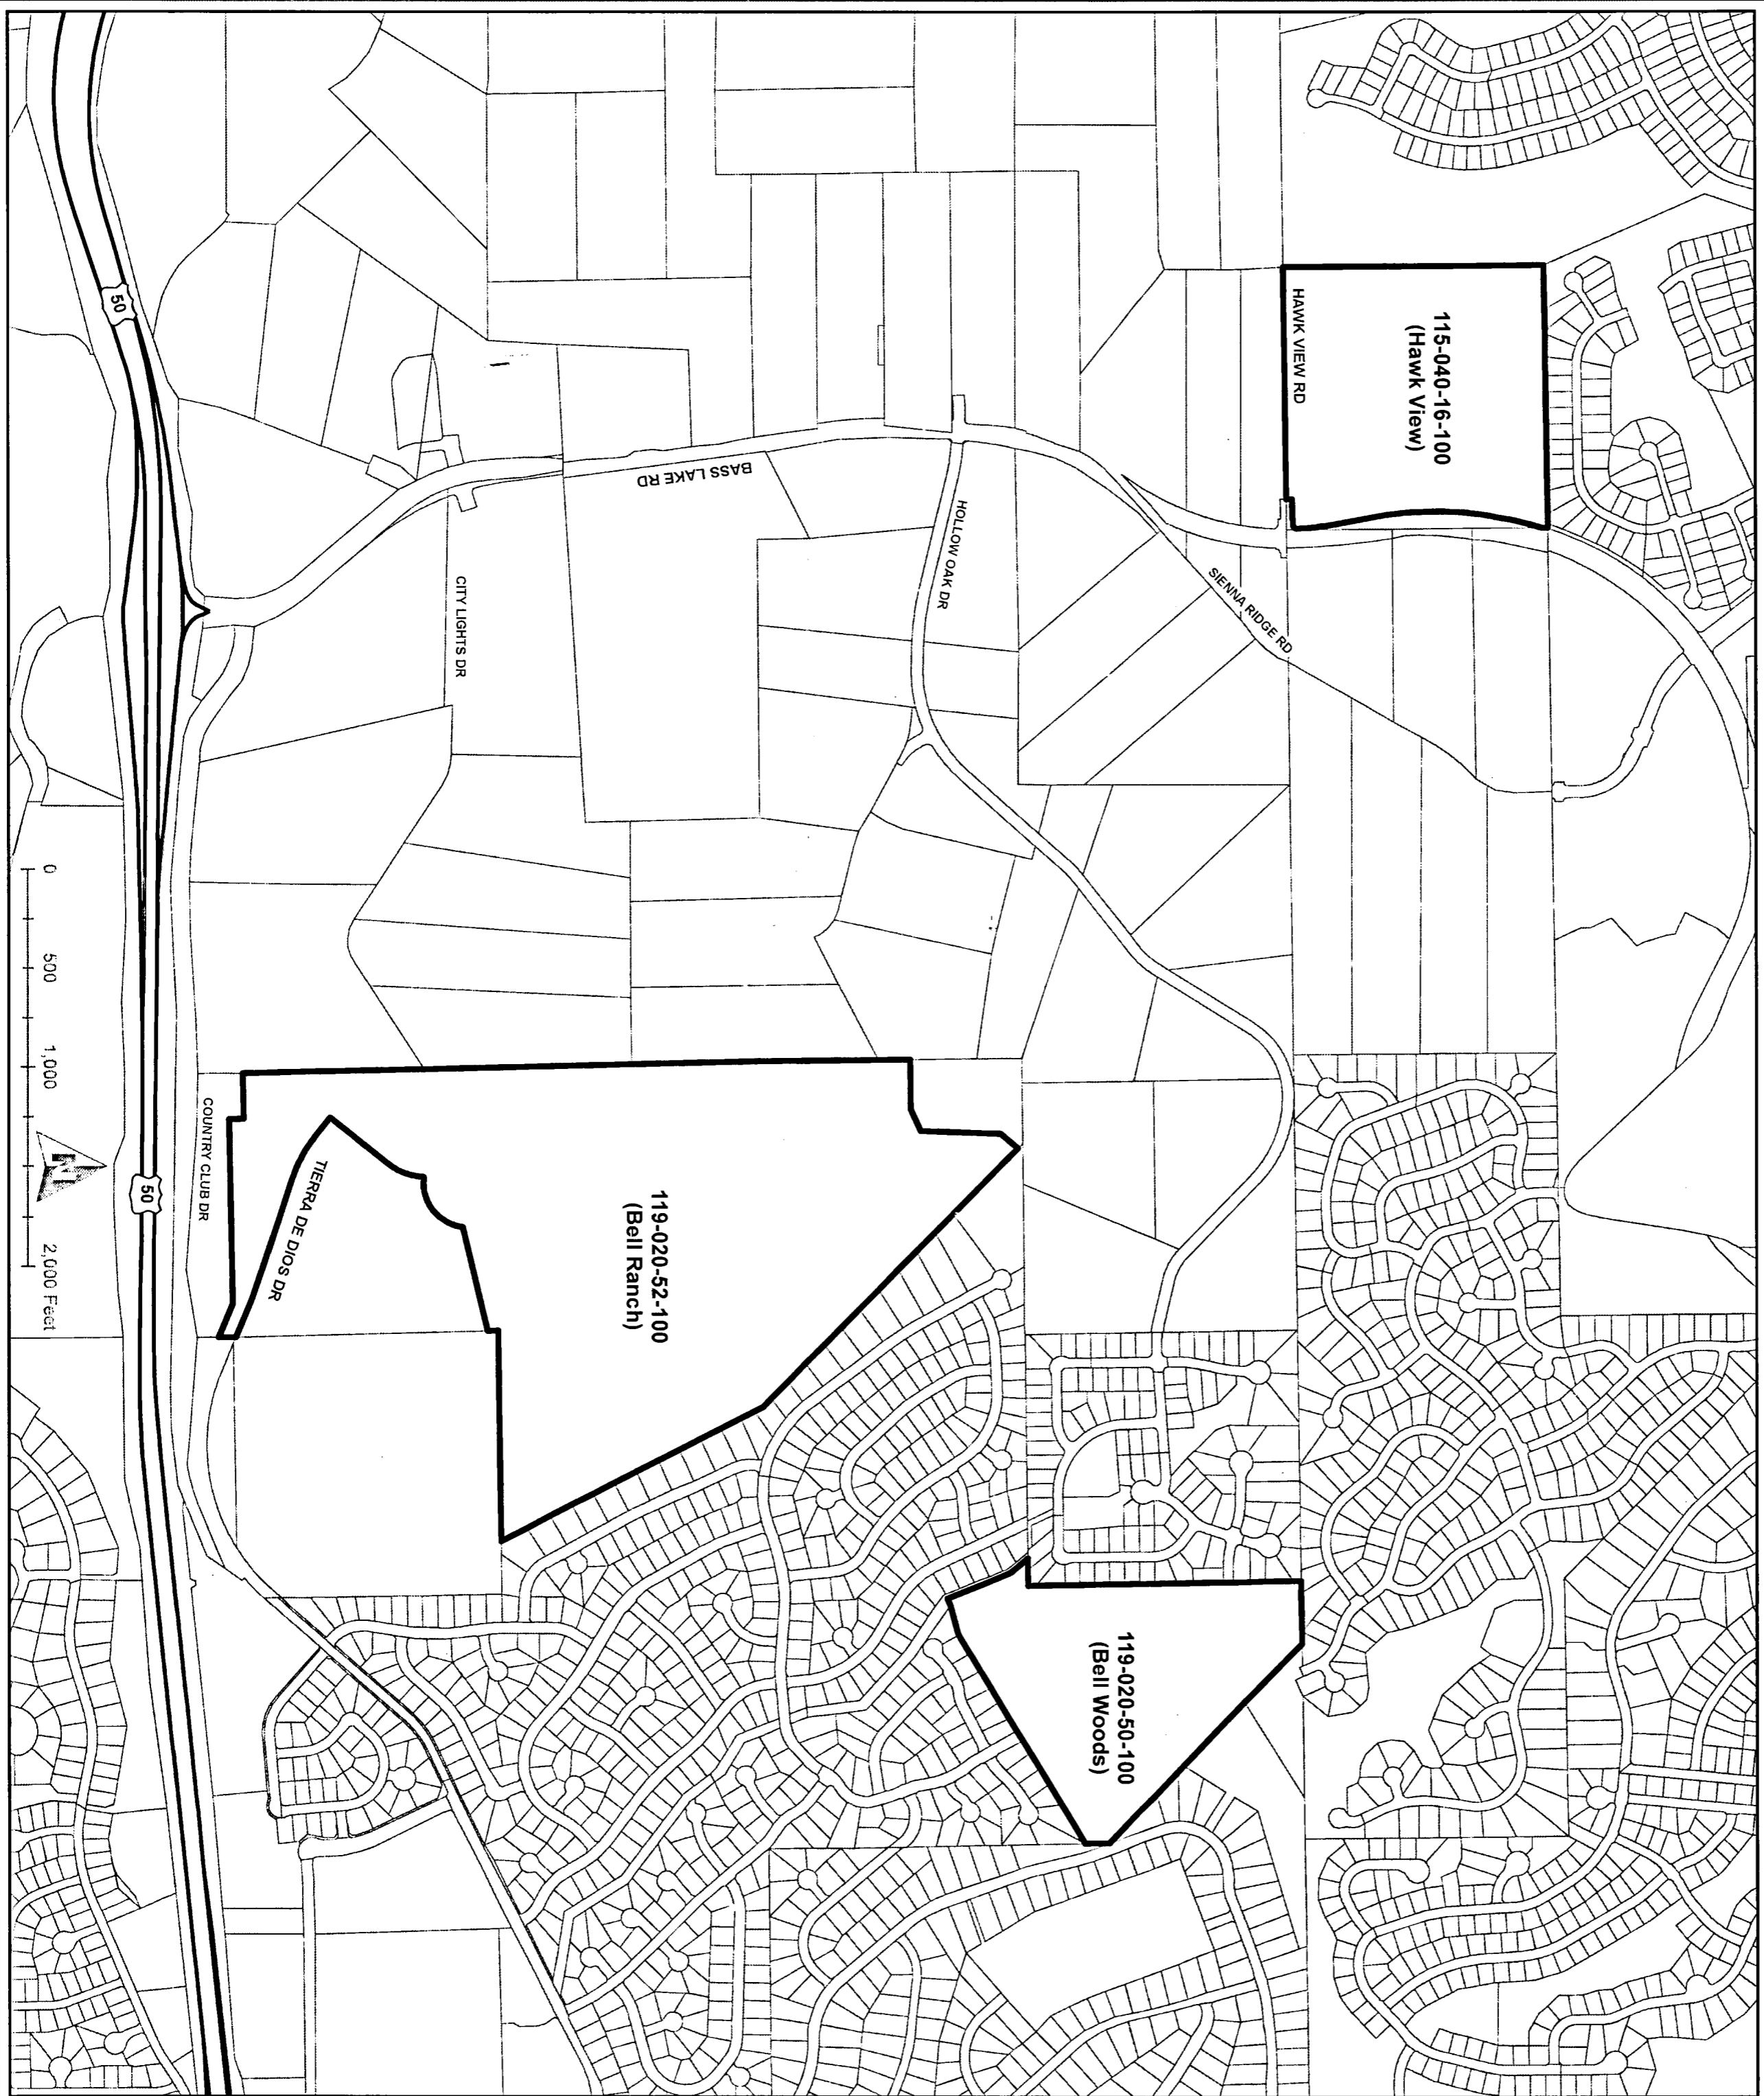 115-040-16-100
(Hawk View)
HAWK VIEW RD
SIENNA RIDGE RD
HOLLOW OAK DR
BASS LAKE RD
CITY LIGHTS DR
50
119-020-50-100
(Bell Woods)
119-020-52-100
(Bell Ranch)
TIERRA DE DIOS DR
COUNTRY CLUB DR
50
N
0 500 1,000 2,000 Feet